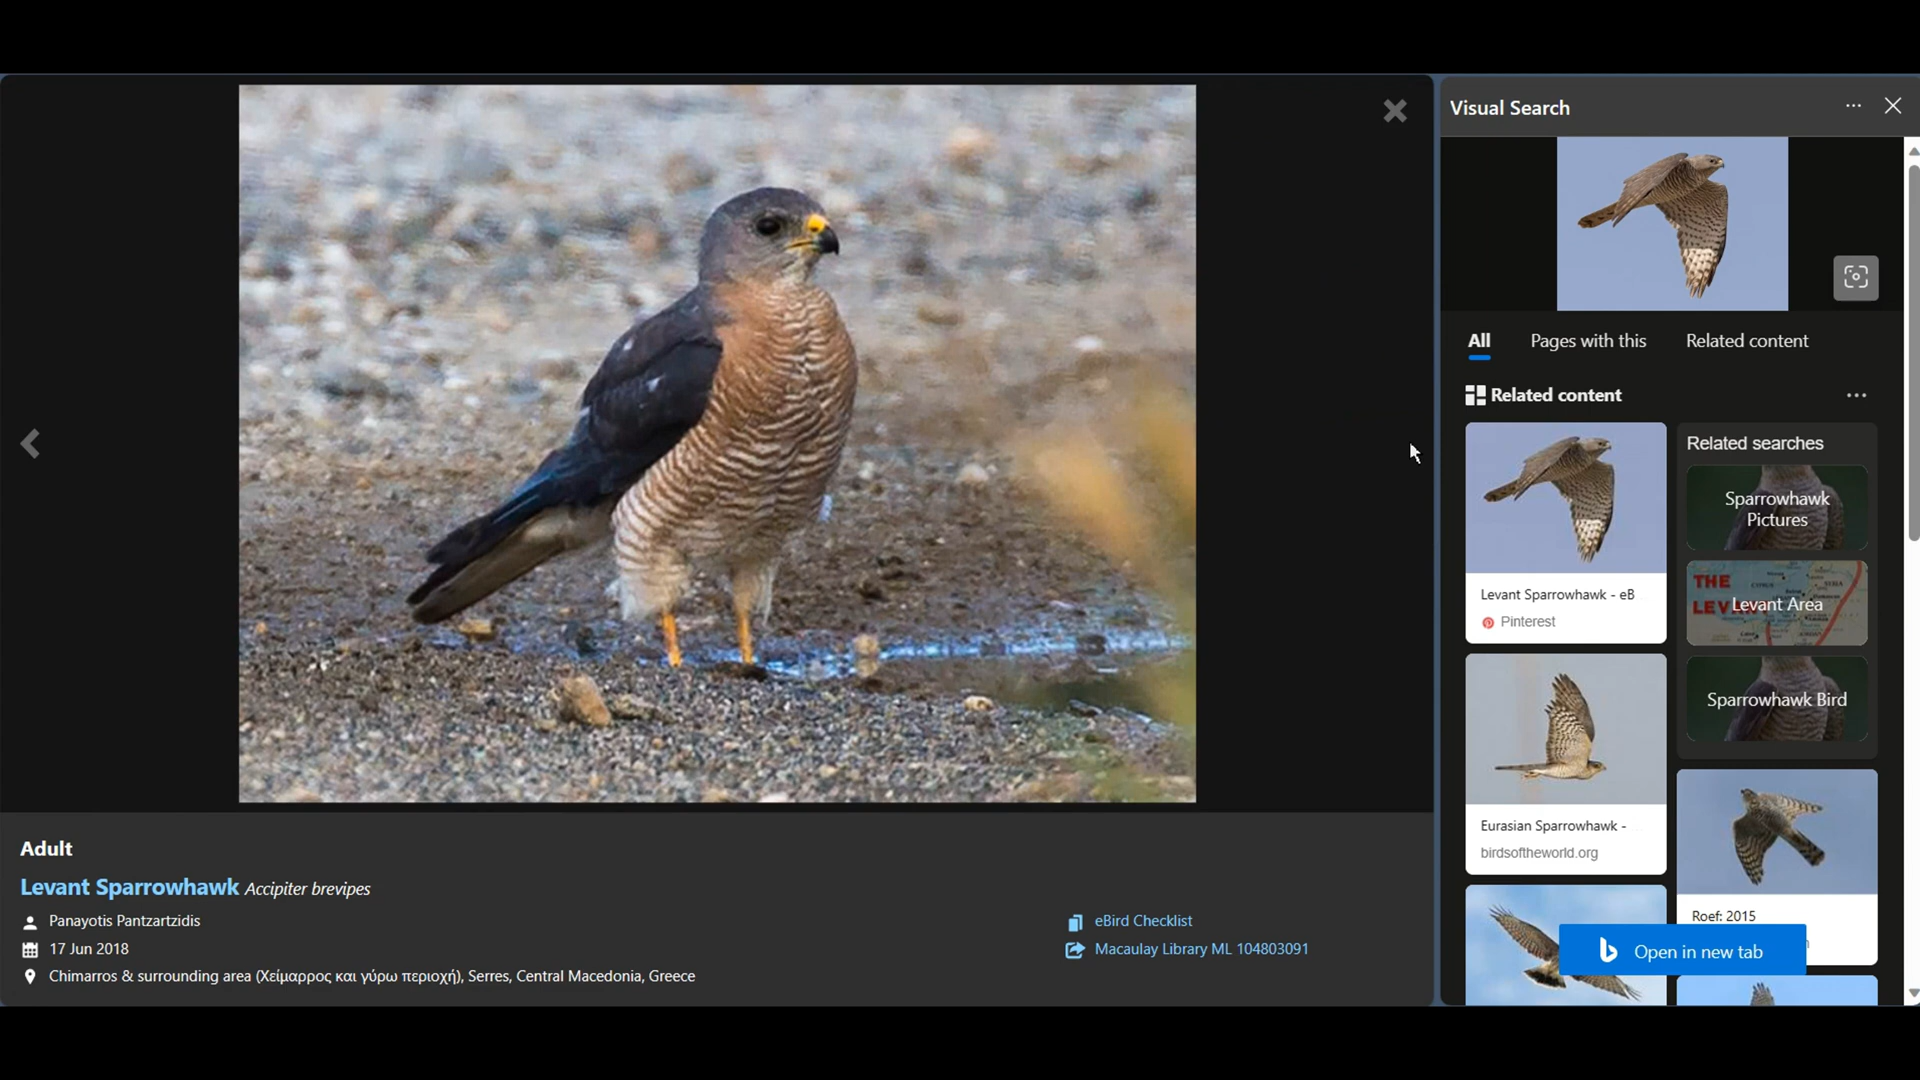 Visual Search
All
Pages with this
Related content
Related content
Levant Sparrowhawk - eB
Pinterest
Related searches
Sparrowhawk
Pictures
THE
Levant Area
Sparrowhawk Bird
Eurasian Sparrowhawk -
birdsoftheworld.org
Roef: 2015
Open in new tab
Adult
Levant Sparrowhawk Accipiter brevipes
Panayotis Pantzartzidis
17 Jun 2018
Chimarros & surrounding area (Χείμαρρος και γύρω περιοχή), Serres, Central Macedonia, Greece
eBird Checklist
Macaulay Library ML 104803091